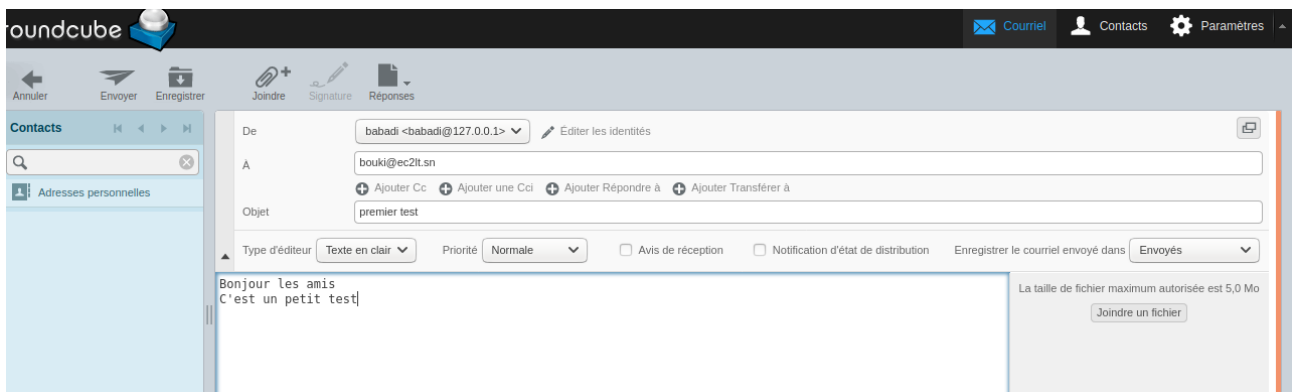 roundcube
Courriel Contacts Paramètres
Annuler Envoyer Enregistrer Joindre Signature Réponses
Contacts
Adresses personnelles
De babadi <babadi@127.0.0.1> Éditer les identités
À bouki@ec2lt.sn
Ajouter Cc Ajouter une Cci Ajouter Répondre à Ajouter Transférer à
Objet premier test
Type d'éditeur Texte en clair Priorité Normale Avis de réception Notification d'état de distribution Enregistrer le courriel envoyé dans Envoyés
Bonjour les amis
C'est un petit test
La taille de fichier maximum autorisée est 5,0 Mo
Joindre un fichier